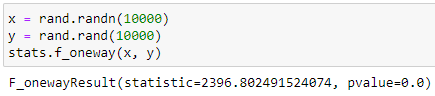 x = rand.randn(10000)
y = rand.rand(10000)
stats.f_oneway(x, y)
F_onewayResult(statistic=2396.802491524074, pvalue=0.0)